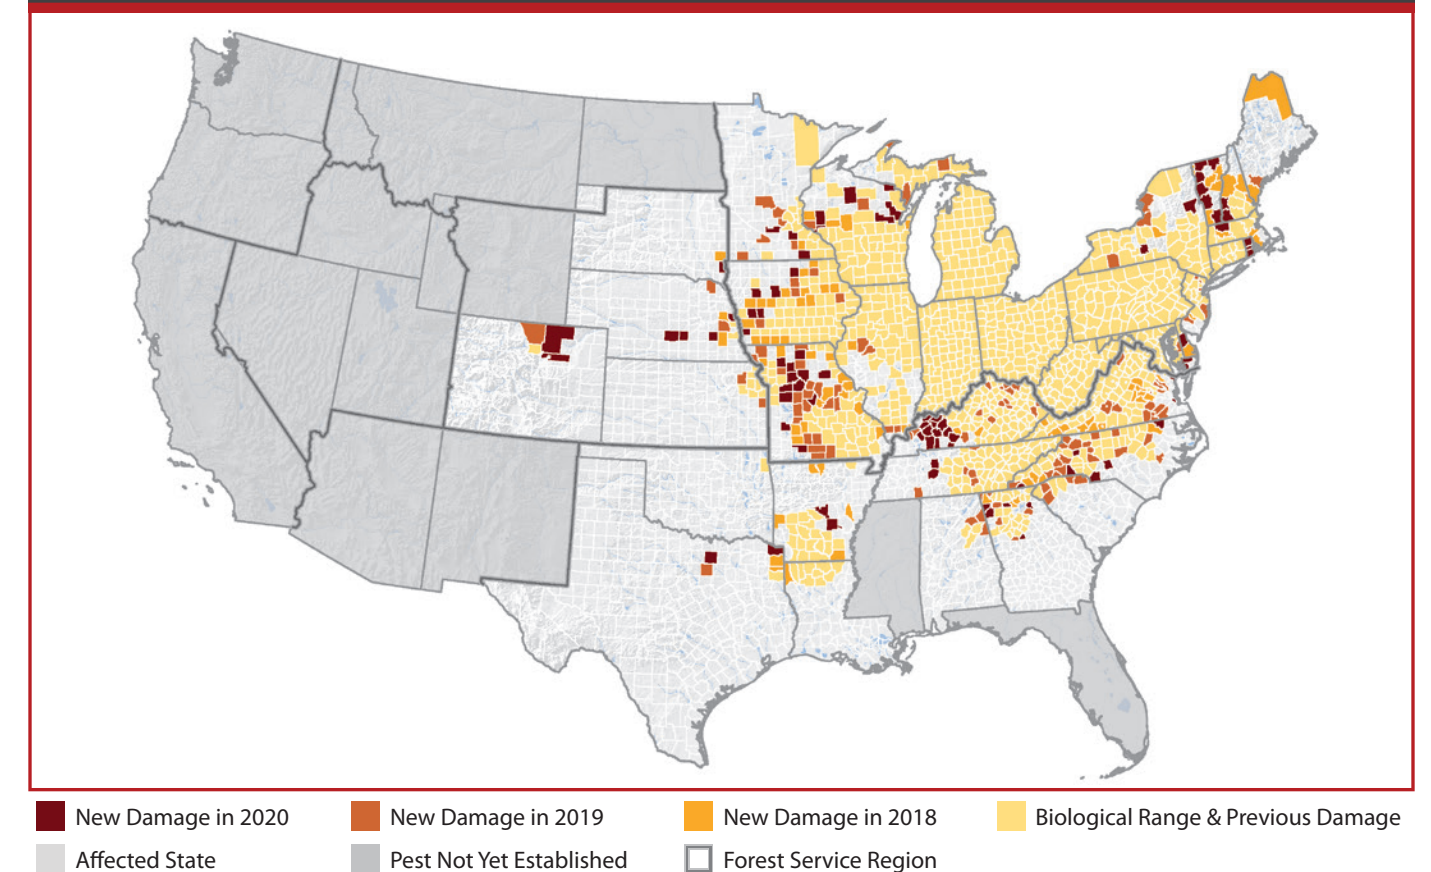 New Damage in 2020 New Damage in 2019 New Damage in 2018 Biological Range & Previous Damage
Affected State Pest Not Yet Established Forest Service Region